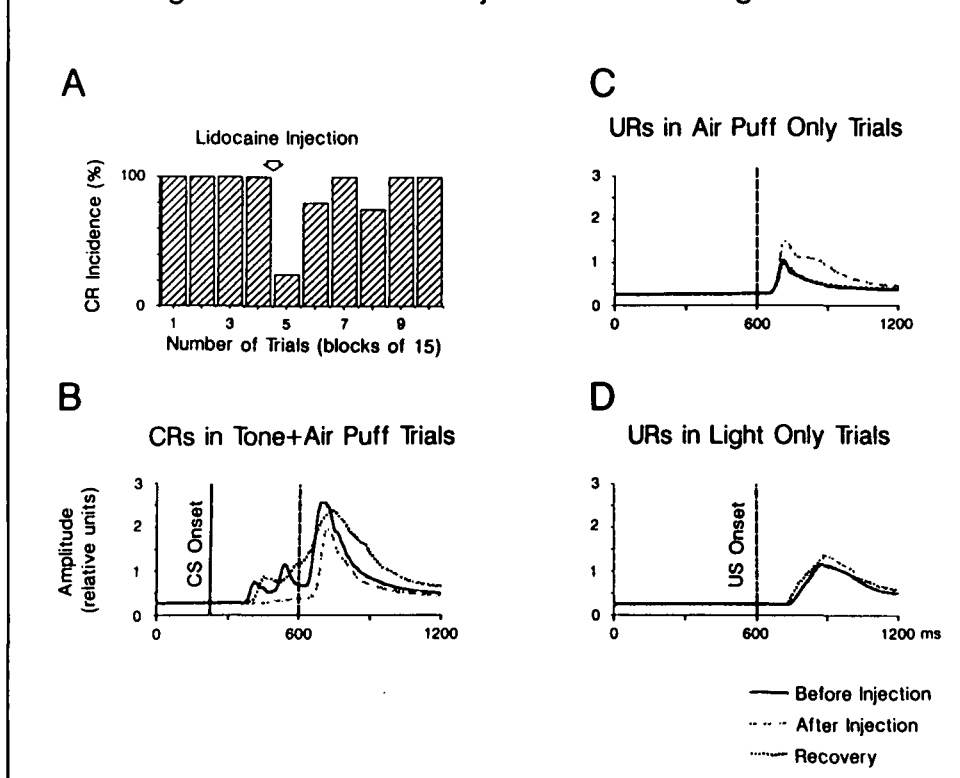 A
Lidocaine Injection
CR Incidence (%)
100
0
1 3 5 7 9
Number of Trials (blocks of 15)
B
CRs in Tone+Air Puff Trials
Amplitude
(relative units)
3
2
1
0
CS Onset
0 600 1200
C
URs in Air Puff Only Trials
3
2
1
0
0 600 1200
D
URs in Light Only Trials
3
2
1
0
US Onset
0 600 1200 ms
Before Injection
After Injection
Recovery